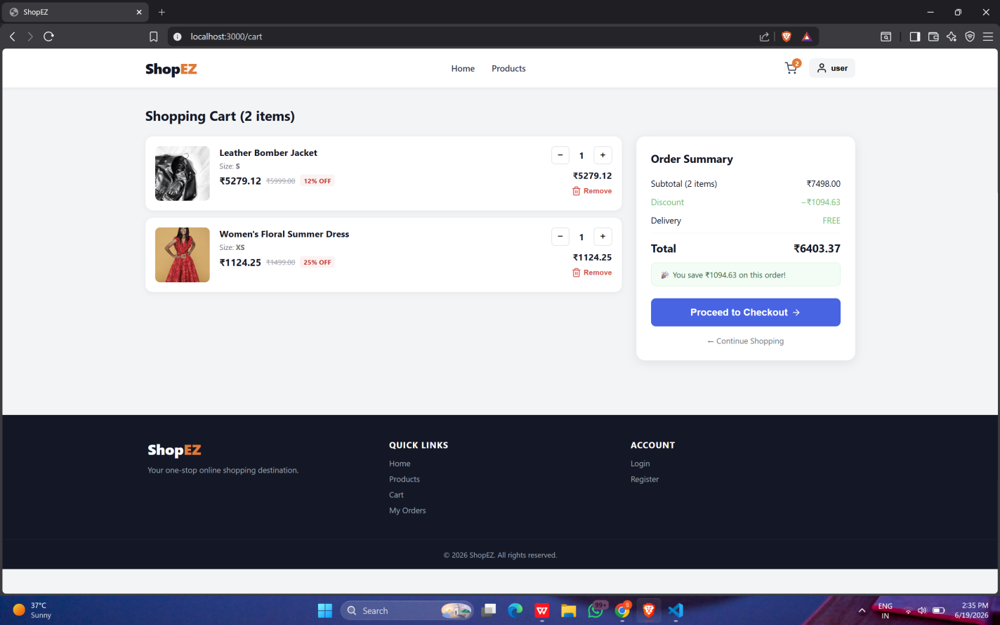 ShopEZ
localhost:3000/cart
ShopEZ
Home
Products
2
user
Shopping Cart (2 items)
Leather Bomber Jacket
Size: S
₹5279.12 ₹5999.00 12% OFF
− 1 +
₹5279.12
Remove
Women's Floral Summer Dress
Size: XS
₹1124.25 ₹1499.00 25% OFF
− 1 +
₹1124.25
Remove
Order Summary
Subtotal (2 items) ₹7498.00
Discount −₹1094.63
Delivery FREE
Total ₹6403.37
🎉 You save ₹1094.63 on this order!
Proceed to Checkout →
← Continue Shopping
ShopEZ
Your one-stop online shopping destination.
QUICK LINKS
Home
Products
Cart
My Orders
ACCOUNT
Login
Register
© 2026 ShopEZ. All rights reserved.
37°C
Sunny
Search
W
99+
5
ENG
IN
2:35 PM
6/19/2026